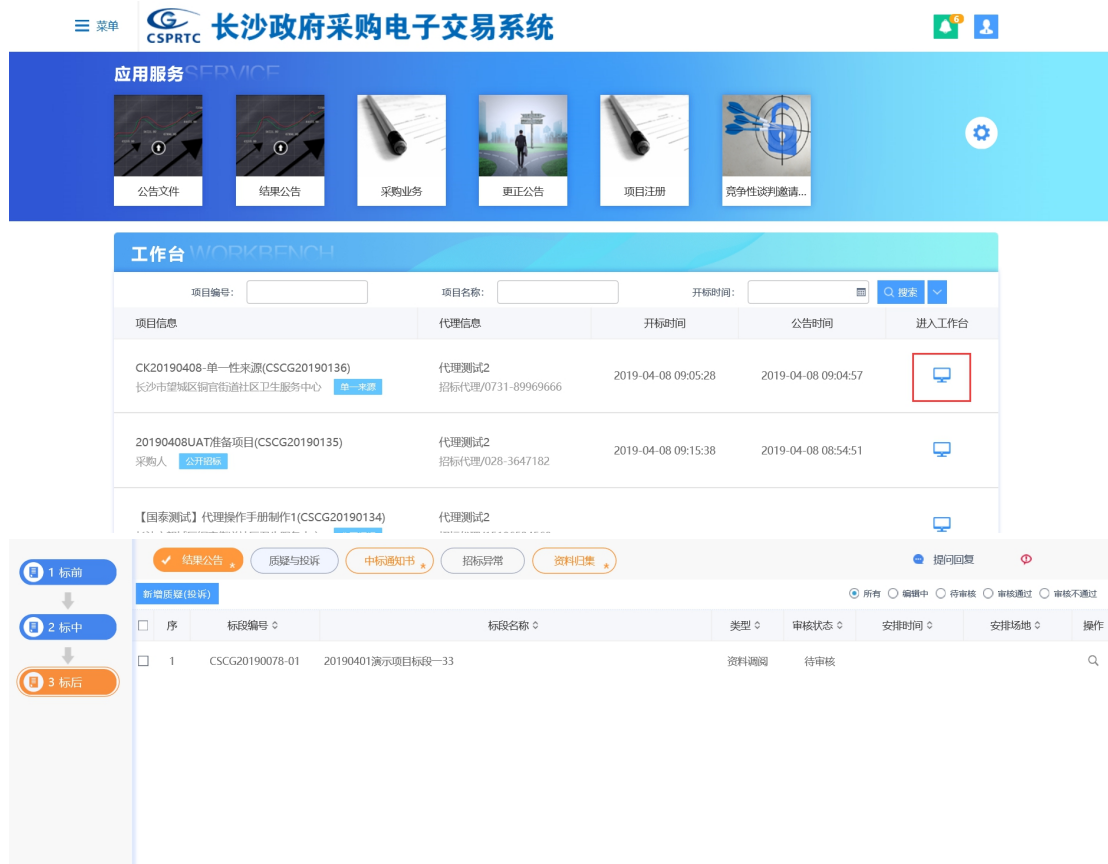 菜单
CSPRTC
长沙政府采购电子交易系统
6
应用服务SERVICE
公告文件 结果公告 采购业务 更正公告 项目注册 竞争性谈判邀请...
工作台 WORKBENCH
项目编号: 项目名称: 开标时间: 搜索
项目信息 代理信息 开标时间 公告时间 进入工作台
CK20190408-单一性来源(CSCG20190136) 代理测试2
2019-04-08 09:05:28 2019-04-08 09:04:57
长沙市望城区铜官街道社区卫生服务中心 单一来源 招标代理/0731-89969666
20190408UAT准备项目(CSCG20190135) 代理测试2
2019-04-08 09:15:38 2019-04-08 08:54:51
采购人 公开招标 招标代理/028-3647182
【国泰测试】代理操作手册制作1(CSCG20190134) 代理测试2
1 标前
2 标中
3 标后
结果公告 质疑与投诉 中标通知书 招标异常 资料归集 提问回复
新增质疑(投诉) 所有 编辑中 待审核 审核通过 审核不通过
序 标段编号 标段名称 类型 审核状态 安排时间 安排场地 操作
1 CSCG20190078-01 20190401演示项目标段一33 资料调阅 待审核